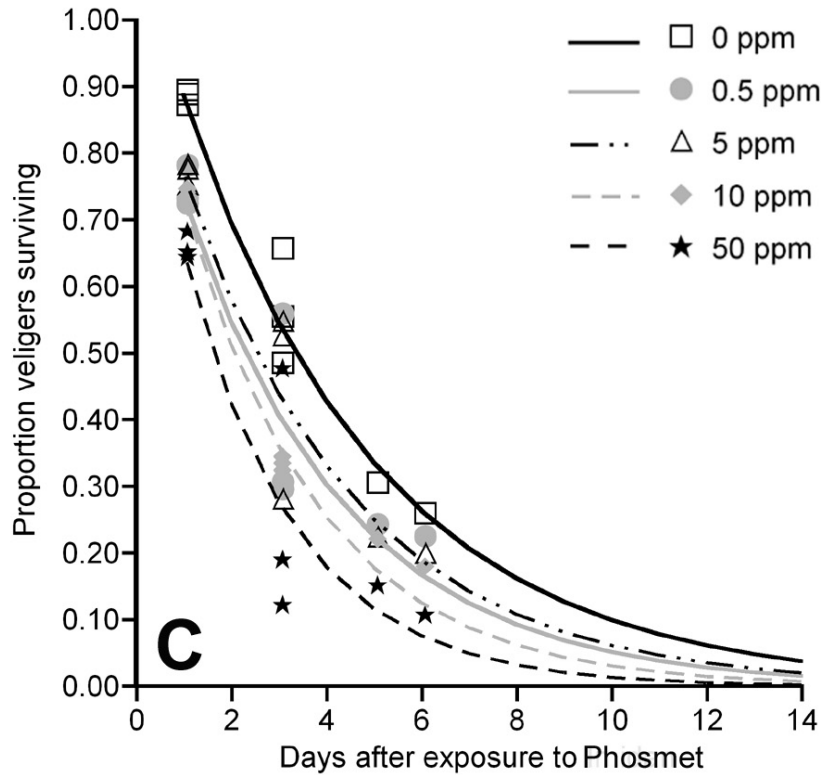 1.00
0.90
0.80
0.70
0.60
0.50
0.40
0.30
0.20
0.10
0.00
Proportion veligers surviving
0 ppm
0.5 ppm
5 ppm
10 ppm
50 ppm
C
0 2 4 6 8 10 12 14
Days after exposure to Phosmet